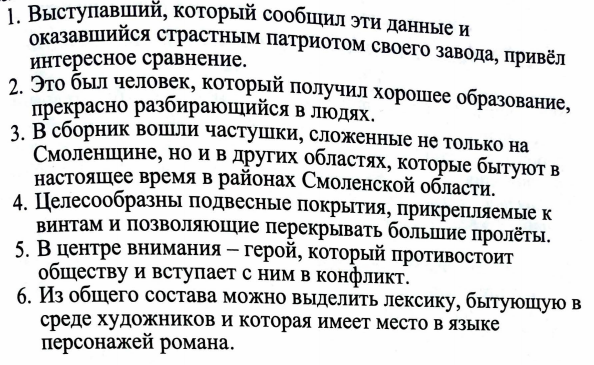 1. Выступавший, который сообщил эти данные и
оказавшийся страстным патриотом своего завода, привёл
интересное сравнение.
2. Это был человек, который получил хорошее образование,
прекрасно разбирающийся в людях.
3. В сборник вошли частушки, сложенные не только на
Смоленщине, но и в других областях, которые бытуют в
настоящее время в районах Смоленской области.
4. Целесообразны подвесные покрытия, прикрепляемые к
винтам и позволяющие перекрывать большие пролёты.
5. В центре внимания – герой, который противостоит
обществу и вступает с ним в конфликт.
6. Из общего состава можно выделить лексику, бытующую в
среде художников и которая имеет место в языке
персонажей романа.